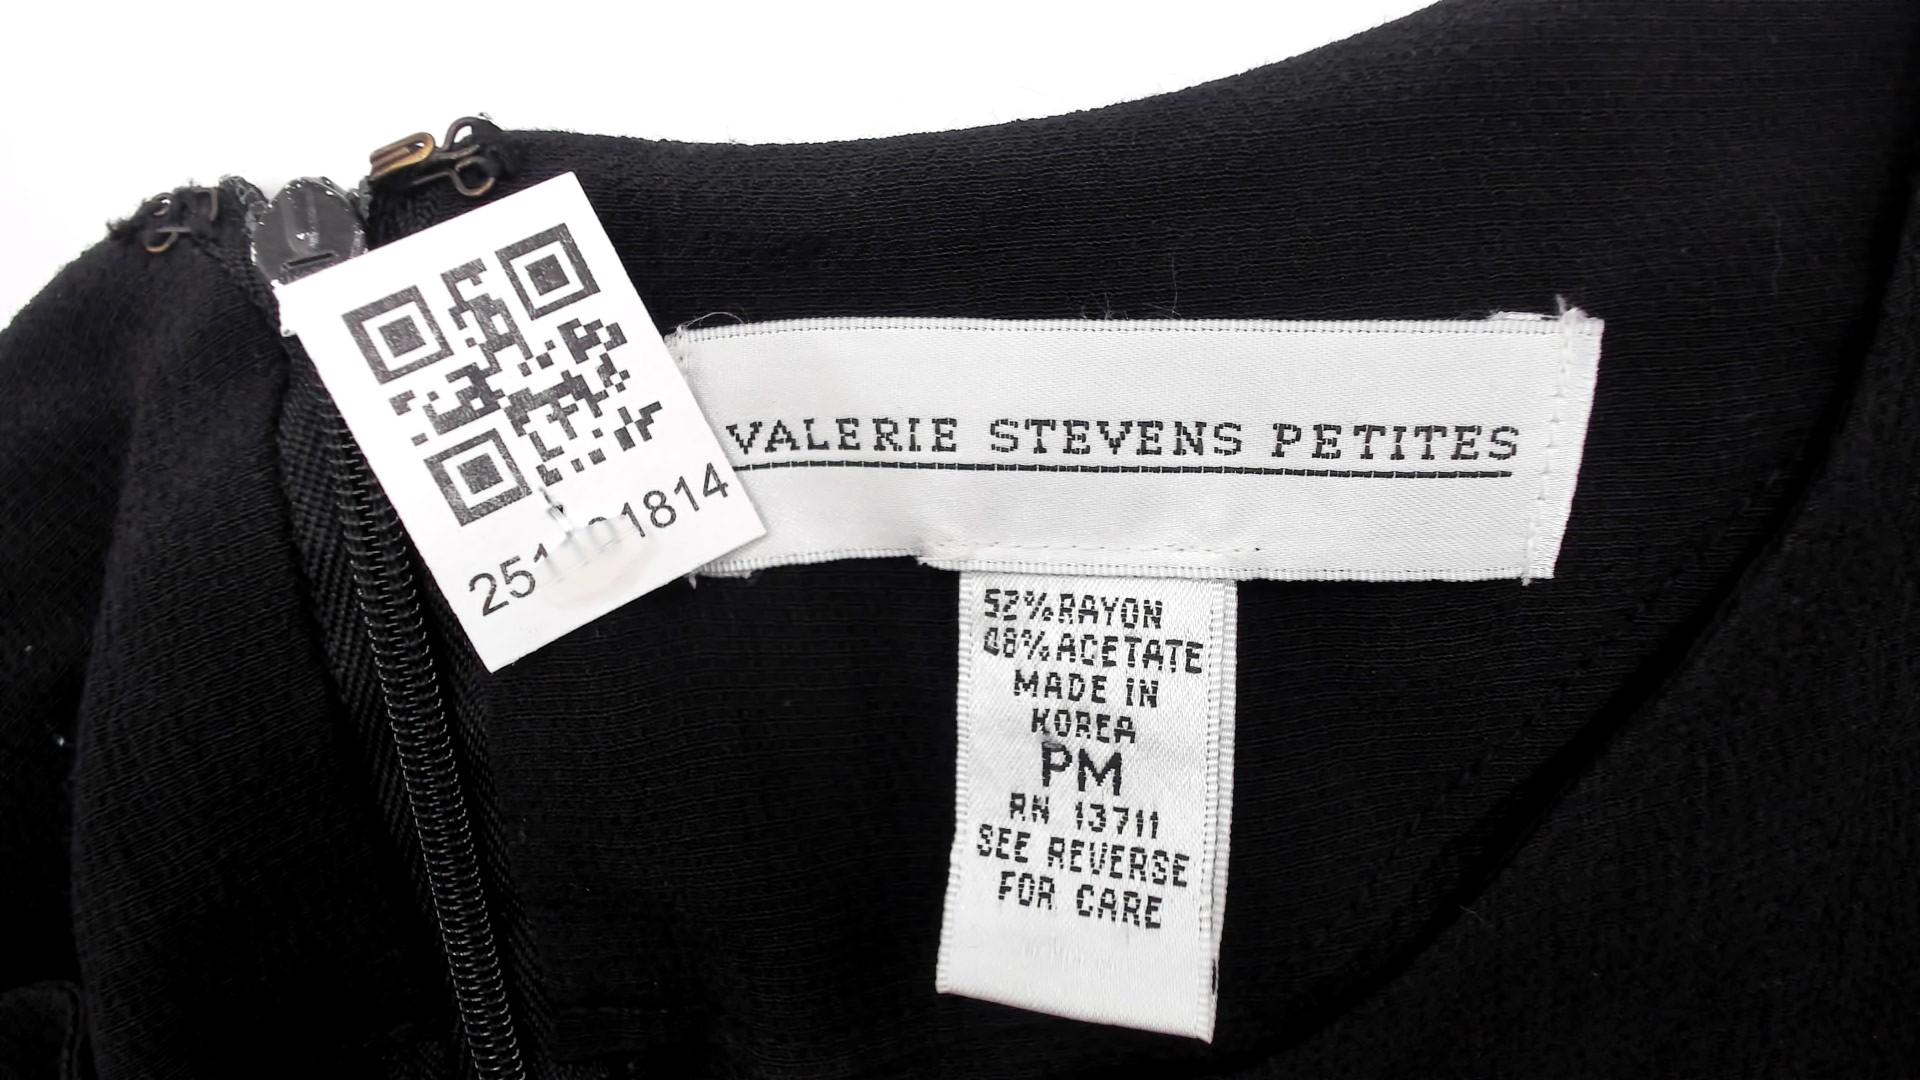 VALERIE STEVENS PETITES
52%RAYON
48%ACETATE
MADE IN
KOREA
PM
RN 13711
SEE REVERSE
FOR CARE